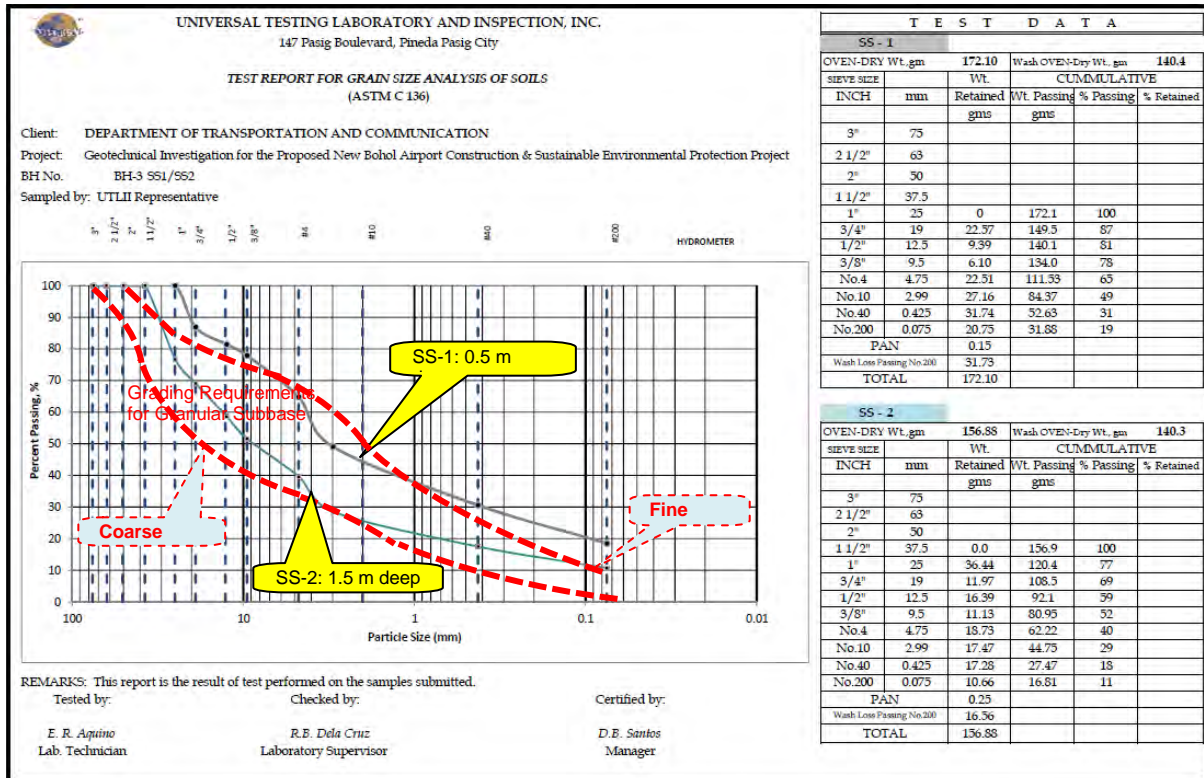 UNIVERSAL TESTING LABORATORY AND INSPECTION, INC.
147 Pasig Boulevard, Pineda Pasig City
TEST REPORT FOR GRAIN SIZE ANALYSIS OF SOILS
(ASTM C 136)
Client: DEPARTMENT OF TRANSPORTATION AND COMMUNICATION
Project: Geotechnical Investigation for the Proposed New Bohol Airport Construction & Sustainable Environmental Protection Project
BH No. BH-3 SS1/SS2
Sampled by: UTLII Representative
3" 2 1/2" 2" 1 1/2" 1" 3/4" 1/2" 3/8" #4 #10 #40 #200 HYDROMETER
Percent Pasing, %
100
90
80
70
60
50
40
30
20
10
0
SS-1: 0.5 m
Grading Requirements
for Granular Subbase
Coarse
Fine
SS-2: 1.5 m deep
100 10 1 0.1 0.01
Particle Size (mm)
REMARKS: This report is the result of test performed on the samples submitted.
Tested by: Checked by: Certified by:
E. R. Aquino R.B. Dela Cruz D.B. Santos
Lab. Technician Laboratory Supervisor Manager
T E S T D A T A
SS - 1
OVEN-DRY Wt.,gm 172.10 Wash OVEN-Dry Wt., gm 140.4
SIEVE SIZE Wt. CUMMULATIVE
INCH mm Retained Wt. Passing % Passing % Retained
gms gms
3" 75
2 1/2" 63
2" 50
1 1/2" 37.5
1" 25 0 172.1 100
3/4" 19 22.57 149.5 87
1/2" 12.5 9.39 140.1 81
3/8" 9.5 6.10 134.0 78
No.4 4.75 22.51 111.53 65
No.10 2.99 27.16 84.37 49
No.40 0.425 31.74 52.63 31
No.200 0.075 20.75 31.88 19
PAN 0.15
Wash Loss Passing No.200 31.73
TOTAL 172.10
SS - 2
OVEN-DRY Wt.,gm 156.88 Wash OVEN-Dry Wt., gm 140.3
SIEVE SIZE Wt. CUMMULATIVE
INCH mm Retained Wt. Passing % Passing % Retained
gms gms
3" 75
2 1/2" 63
2" 50
1 1/2" 37.5 0.0 156.9 100
1" 25 36.44 120.4 77
3/4" 19 11.97 108.5 69
1/2" 12.5 16.39 92.1 59
3/8" 9.5 11.13 80.95 52
No.4 4.75 18.73 62.22 40
No.10 2.99 17.47 44.75 29
No.40 0.425 17.28 27.47 18
No.200 0.075 10.66 16.81 11
PAN 0.25
Wash Loss Passing No.200 16.56
TOTAL 156.88